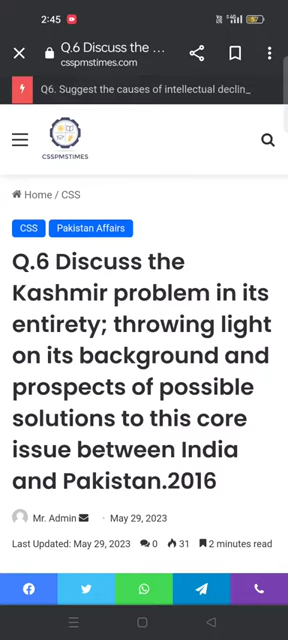 2:45
57
Q.6 Discuss the ...
csspmstimes.com
Q6. Suggest the causes of intellectual declin_
CSSPMSTIMES
Home / CSS
CSS Pakistan Affairs
Q.6 Discuss the
Kashmir problem in its
entirety; throwing light
on its background and
prospects of possible
solutions to this core
issue between India
and Pakistan.2016
Mr. Admin • May 29, 2023
Last Updated: May 29, 2023 0 31 2 minutes read